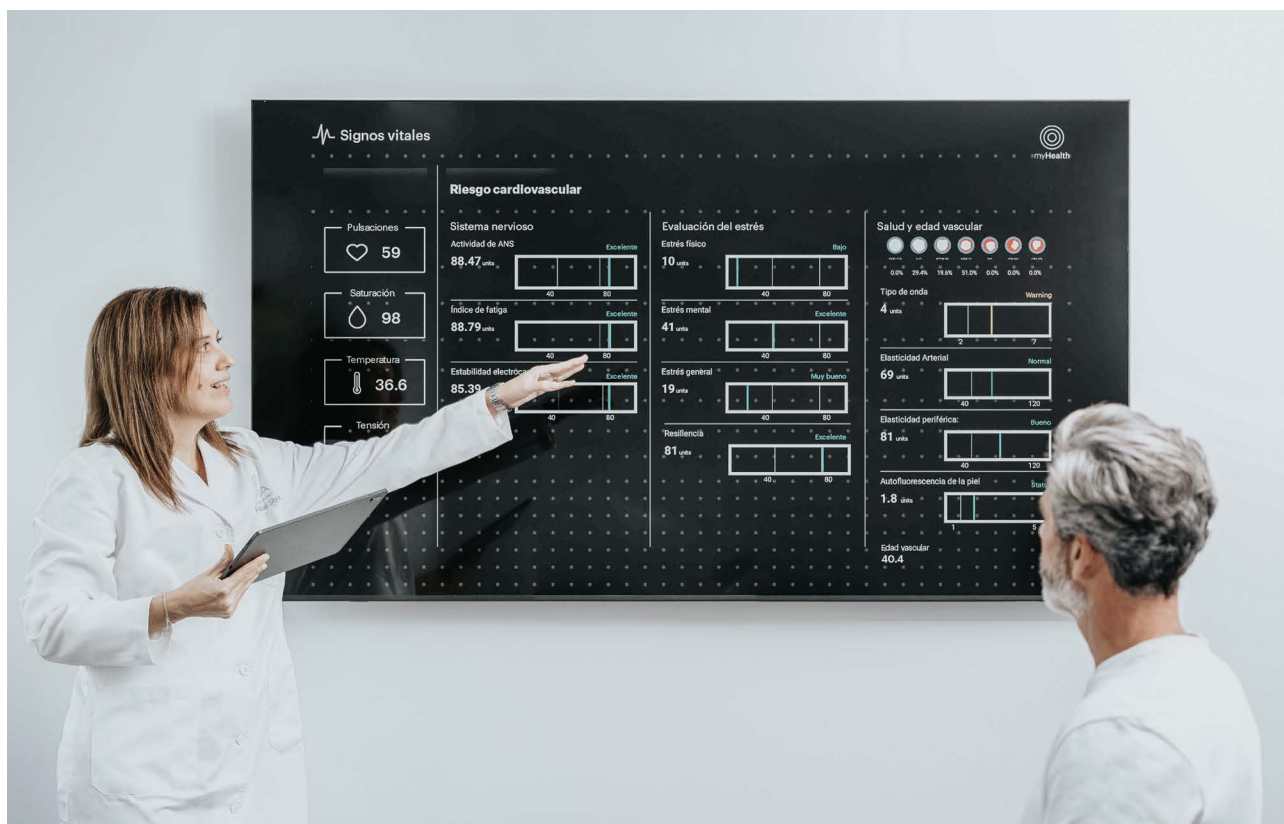 Signos vitales
myHealth
Riesgo cardiovascular
Pulsaciones
59
Saturación
98
Temperatura
36.6
Tensión
Sistema nervioso
Actividad de ANS
Excelente
88.47 units
40 80
Índice de fatiga
Excelente
88.79 units
40 80
Estabilidad electroca
Excelente
85.39
40 80
Evaluación del estrés
Estrés físico
Bajo
10 units
40 80
Estrés mental
Excelente
41 units
40 80
Estrés general
Muy bueno
19 units
40 80
Resiliencia
Excelente
81 units
40 80
Salud y edad vascular
0.0% 29.4% 19.6% 51.0% 0.0% 0.0% 0.0%
Tipo de onda
Warning
4 units
2 7
Elasticidad Arterial
Normal
69 units
40 120
Elasticidad periférica:
Bueno
81 units
40 120
Autofluorescencia de la piel
Statu
1.8 units
1 5
Edad vascular
40.4